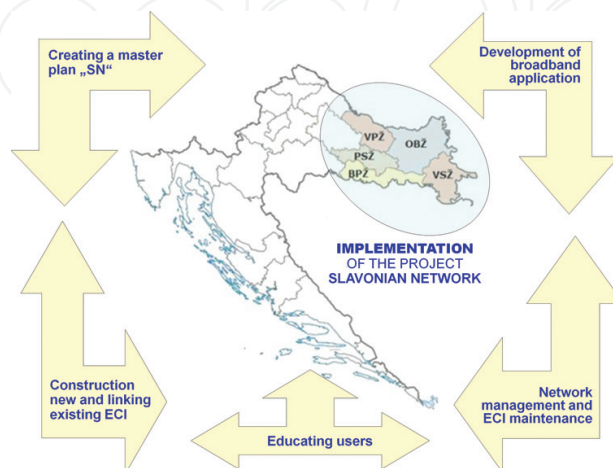 Creating a master
plan „SN“
Development of
broadband
application
VPŽ
OBŽ
PSŽ
BPŽ
VSŽ
IMPLEMENTATION
OF THE PROJECT
SLAVONIAN NETWORK
Construction
new and linking
existing ECI
Network
management and
ECI maintenance
Educating users